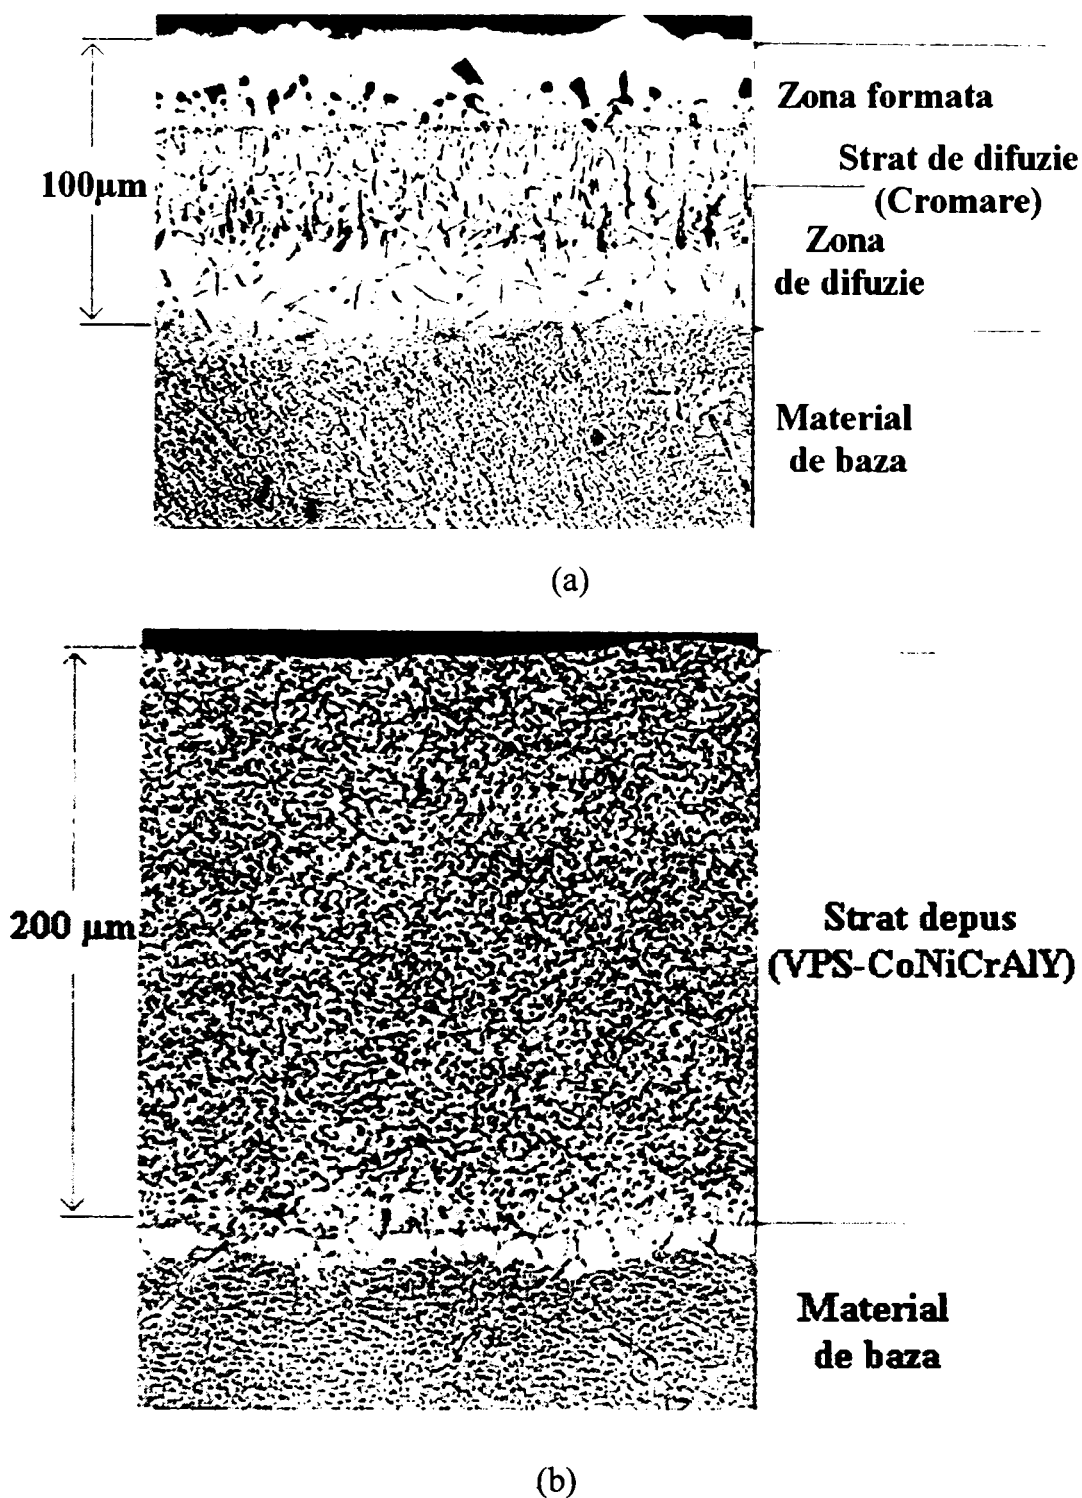 Zona formata
100µm
Strat de difuzie
(Cromare)
Zona
de difuzie
Material
de baza
(a)
200 µm
Strat depus
(VPS-CoNiCrAlY)
Material
de baza
(b)